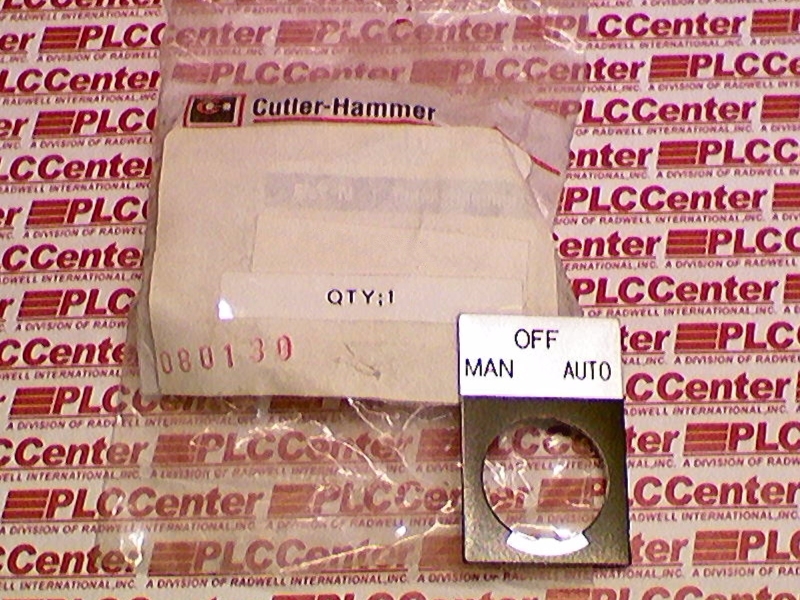 PLCCenter
A DIVISION OF RADWELL INTERNATIONAL, INC.
Cutler-Hammer
QTY;1
080130
OFF
MAN AUTO